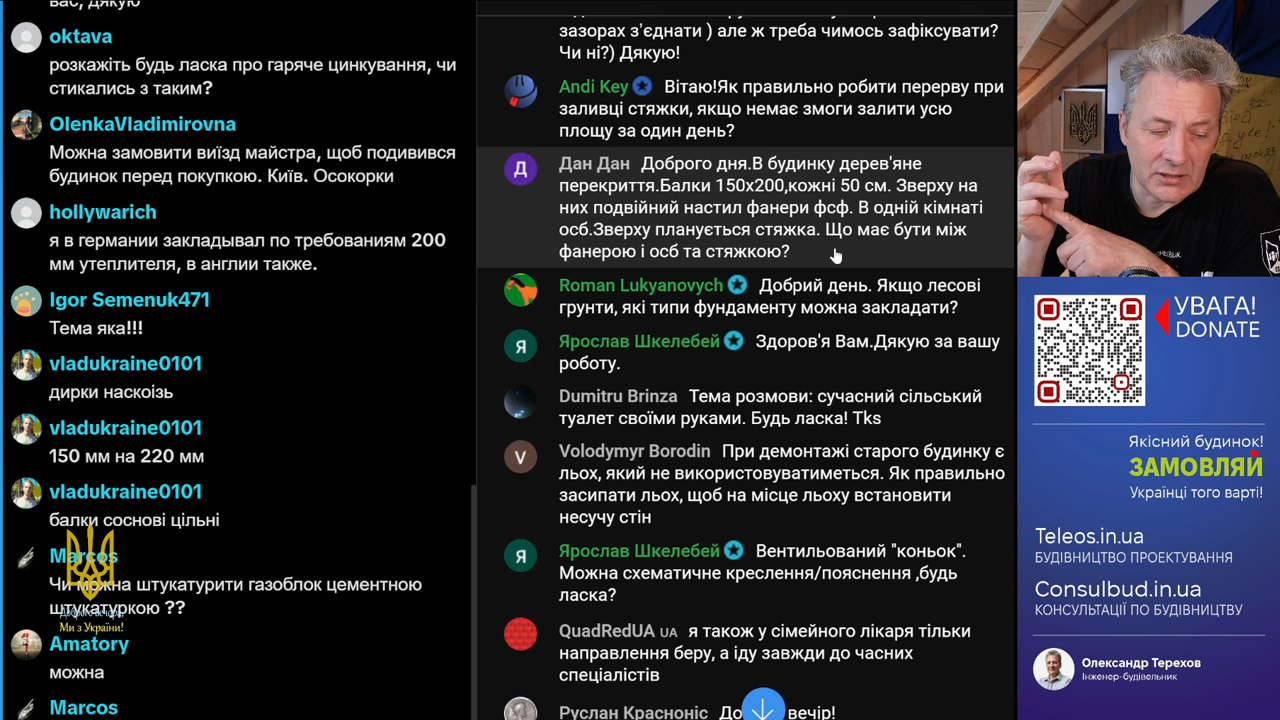 вас, дякую
oktava
розкажіть будь ласка про гаряче цинкування, чи
стикались з таким?
OlenkaVladimirovna
Можна замовити виїзд майстра, щоб подивився
будинок перед покупкою. Київ. Осокорки
hollywarich
я в германии закладывал по требованиям 200
мм утеплителя, в англии также.
Igor Semenuk471
Тема яка!!!
vladukraine0101
дирки наскоізь
vladukraine0101
150 мм на 220 мм
vladukraine0101
балки соснові цільні
Marcos
Чи можна штукатурити газоблок цементною
штукатуркою ??
Ми з України!
Amatory
можна
Marcos
зазорах з’єднати ) але ж треба чимось зафіксувати?
Чи ні?) Дякую!
Andi Key Вітаю!Як правильно робити перерву при
заливці стяжки, якщо немає змоги залити усю
площу за один день?
Д Дан Дан Доброго дня.В будинку дерев'яне
перекриття.Балки 150х200,кожні 50 см. Зверху на
них подвійний настил фанери фсф. В одній кімнаті
осб.Зверху планується стяжка. Що має бути між
фанерою і осб та стяжкою?
Roman Lukyanovych Добрий день. Якщо лесові
грунти, які типи фундаменту можна закладати?
Я Ярослав Шкелебей Здоров'я Вам.Дякую за вашу
роботу.
Dumitru Brinza Тема розмови: сучасний сільський
туалет своїми руками. Будь ласка! Tks
V Volodymyr Borodin При демонтажі старого будинку є
льох, який не використовуватиметься. Як правильно
засипати льох, щоб на місце льоху встановити
несучу стін
Я Ярослав Шкелебей Вентильований "коньок".
Можна схематичне креслення/пояснення ,будь
ласка?
QuadRedUA UA я також у сімейного лікаря тільки
направлення беру, а іду завжди до часних
спеціалістів
Руслан Красноніс До вечір!
УВАГА!
DONATE
Якісний будинок!
ЗАМОВЛЯЙ
Українці того варті!
Teleos.in.ua
БУДІВНИЦТВО ПРОЕКТУВАННЯ
Consulbud.in.ua
КОНСУЛЬТАЦІЇ ПО БУДІВНИЦТВУ
Олександр Терехов
Інженер-будівельник